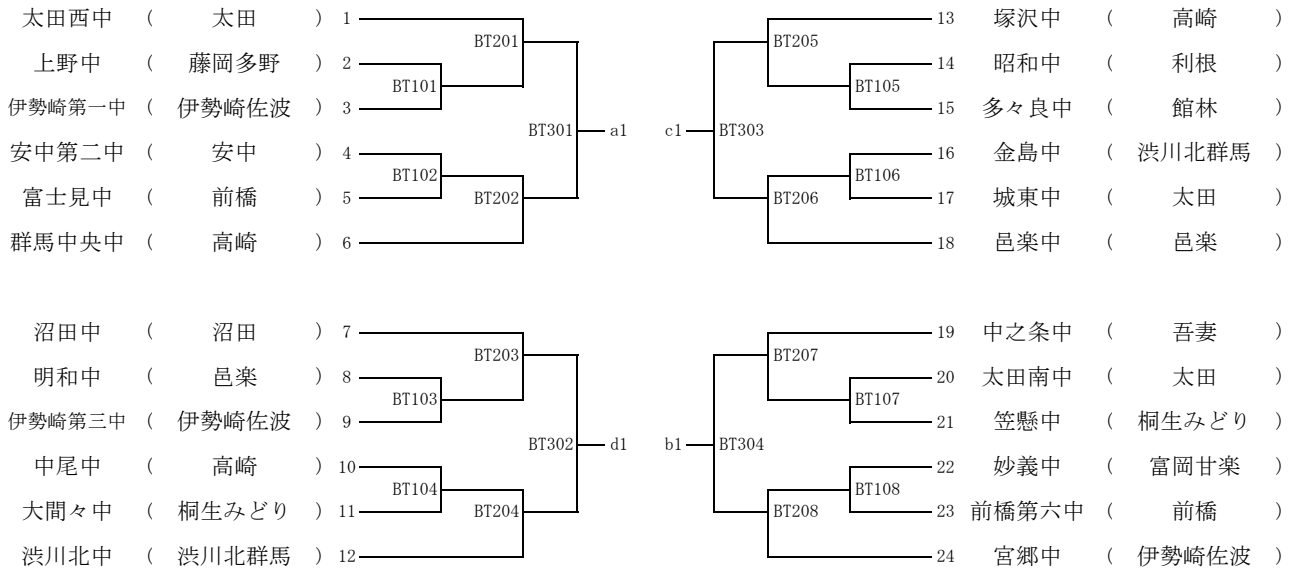 太田西中 ( 太田 ) 1 13 塚沢中 ( 高崎 )
BT201 BT205
上野中 ( 藤岡多野 ) 2 14 昭和中 ( 利根 )
BT101 BT105
伊勢崎第一中 ( 伊勢崎佐波 ) 3 15 多々良中 ( 館林 )
BT301 a1 c1 BT303
安中第二中 ( 安中 ) 4 16 金島中 ( 渋川北群馬 )
BT102 BT106
富士見中 ( 前橋 ) 5 BT202 BT206 17 城東中 ( 太田 )
群馬中央中 ( 高崎 ) 6 18 邑楽中 ( 邑楽 )
沼田中 ( 沼田 ) 7 19 中之条中 ( 吾妻 )
BT203 BT207
明和中 ( 邑楽 ) 8 20 太田南中 ( 太田 )
BT103 BT107
伊勢崎第三中 ( 伊勢崎佐波 ) 9 21 笠懸中 ( 桐生みどり )
BT302 d1 b1 BT304
中尾中 ( 高崎 ) 10 22 妙義中 ( 富岡甘楽 )
BT104 BT108
大間々中 ( 桐生みどり ) 11 BT204 BT208 23 前橋第六中 ( 前橋 )
渋川北中 ( 渋川北群馬 ) 12 24 宮郷中 ( 伊勢崎佐波 )